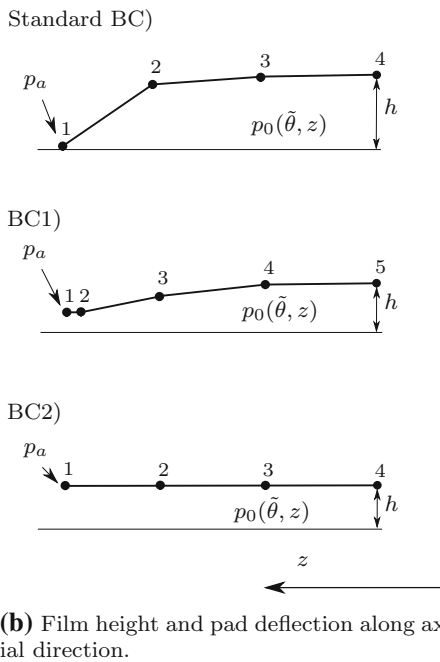 Standard BC)
p_a
1
2
3
4
p_0(θ̃, z)
h
BC1)
p_a
1 2
3
4
5
p_0(θ̃, z)
h
BC2)
p_a
1
2
3
4
p_0(θ̃, z)
h
z
(b) Film height and pad deflection along ax-
ial direction.